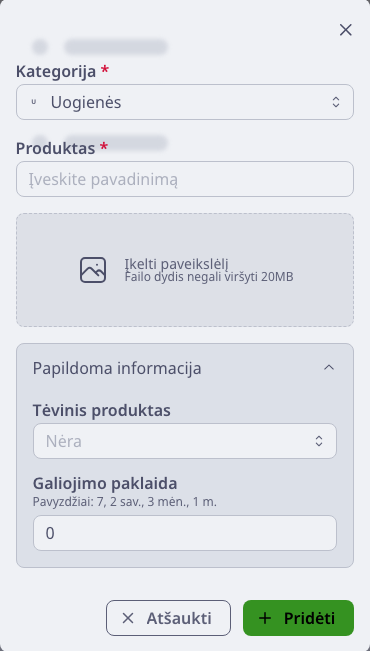 Kategorija *
U Uogienės
Produktas *
Įveskite pavadinimą
Įkelti paveikslėlį
Failo dydis negali viršyti 20MB
Papildoma informacija
Tėvinis produktas
Nėra
Galiojimo paklaida
Pavyzdžiai: 7, 2 sav., 3 mėn., 1 m.
0
Atšaukti
Pridėti